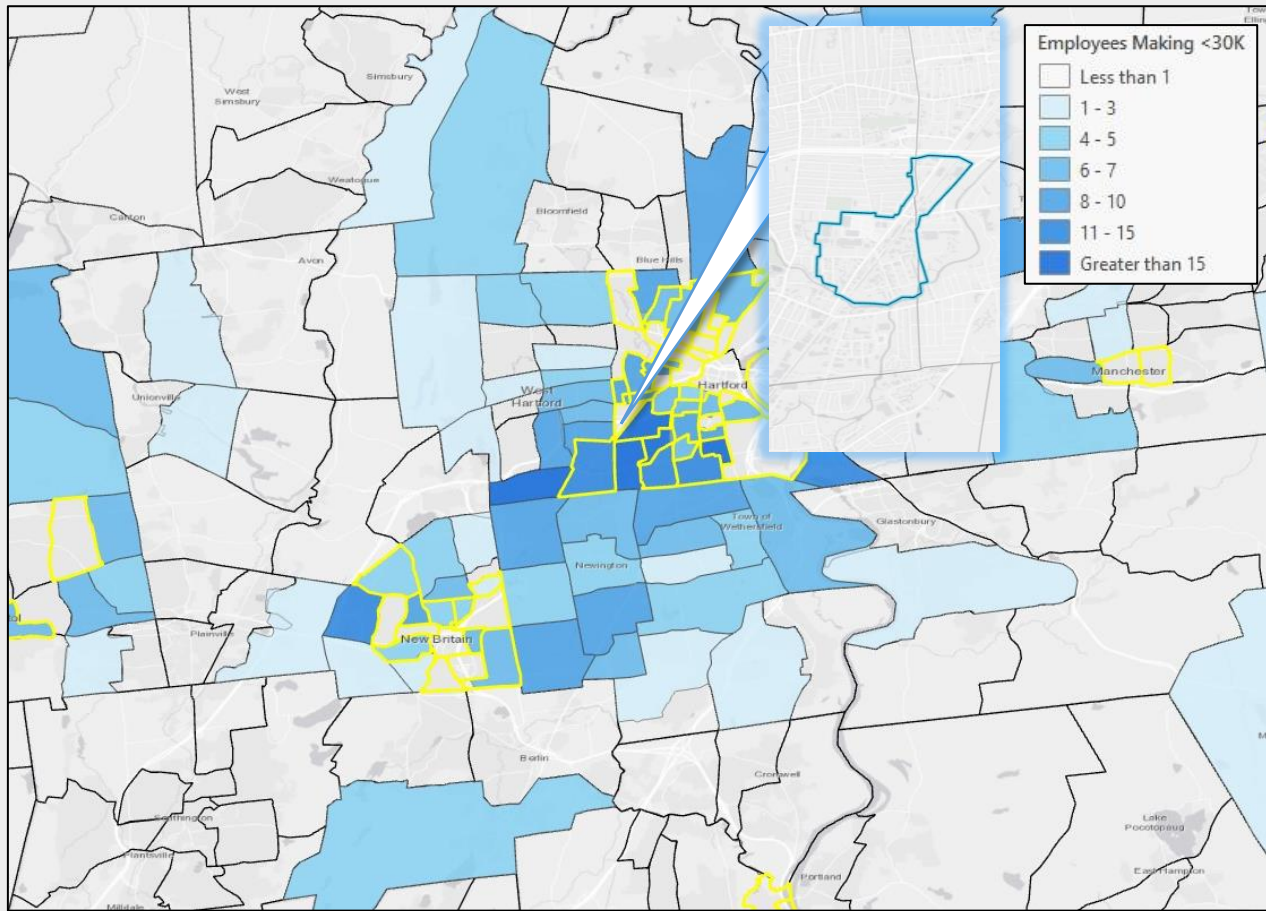 Employees Making <30K
Less than 1
1 - 3
4 - 5
6 - 7
8 - 10
11 - 15
Greater than 15
Simsbury
West
Simsbury
Weatogue
Canton
Bloomfield
Avon
Blue Hills
Unionville
West
Hartford
Hartford
Manchester
Town of
Wethersfield
Glastonbury
Newington
Plainville
New Britain
Berlin
Cromwell
Southington
Plantsville
Milldale
Lake
Pocotopaug
East Hampton
Portland